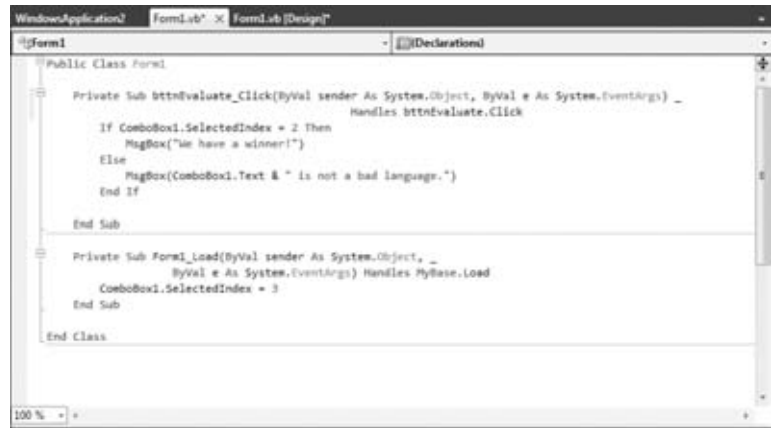 WindowsApplication2 Form1.vb* Form1.vb [Design]*
Form1 (Declarations)
Public Class Form1
Private Sub bttnEvaluate_Click(ByVal sender As System.Object, ByVal e As System.EventArgs) _
Handles bttnEvaluate.Click
If ComboBox1.SelectedIndex = 2 Then
MsgBox("We have a winner!")
Else
MsgBox(ComboBox1.Text & " is not a bad language.")
End If
End Sub
Private Sub Form1_Load(ByVal sender As System.Object, _
ByVal e As System.EventArgs) Handles MyBase.Load
ComboBox1.SelectedIndex = 3
End Sub
End Class
100 %